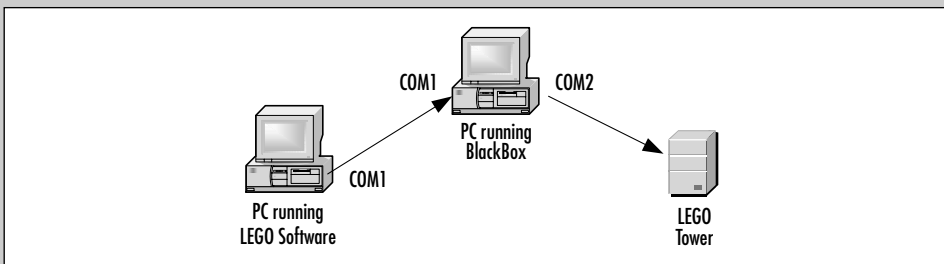 COM1
COM2
PC running
BlackBox
COM1
PC running
LEGO Software
LEGO
Tower